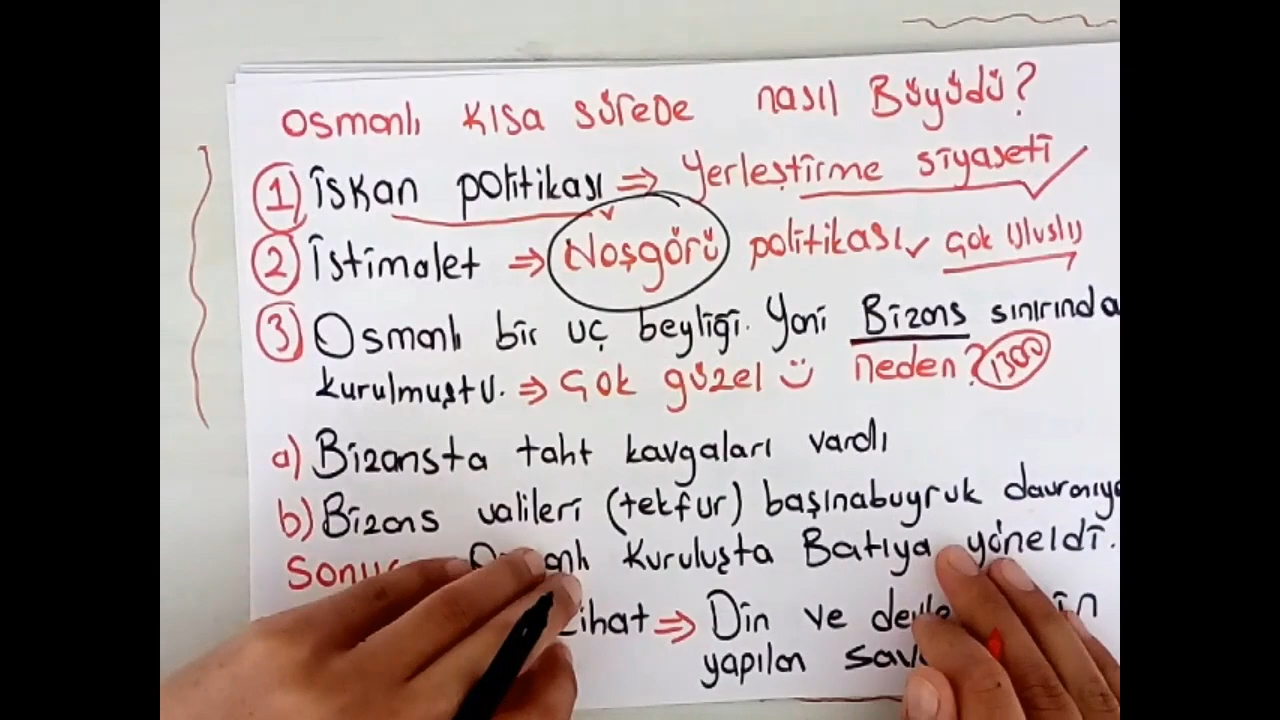 Osmanlı Kısa sürede nasıl Büyüdü?
1 İskan politikası ⇒ Yerleştirme siyaseti
2 İstimalet ⇒ Hoşgörü politikası Çok Uluslu
3 Osmanlı bir uç beyliği. Yani Bizans sınırında
kurulmuştu. ⇒ Çok güzel neden? 1300
a) Bizansta taht kavgaları vardı
b) Bizans valileri (tekfur) başınabuyruk
Kuruluşta Batıya yöneldi.
Cihat ⇒ Din ve
yapılan